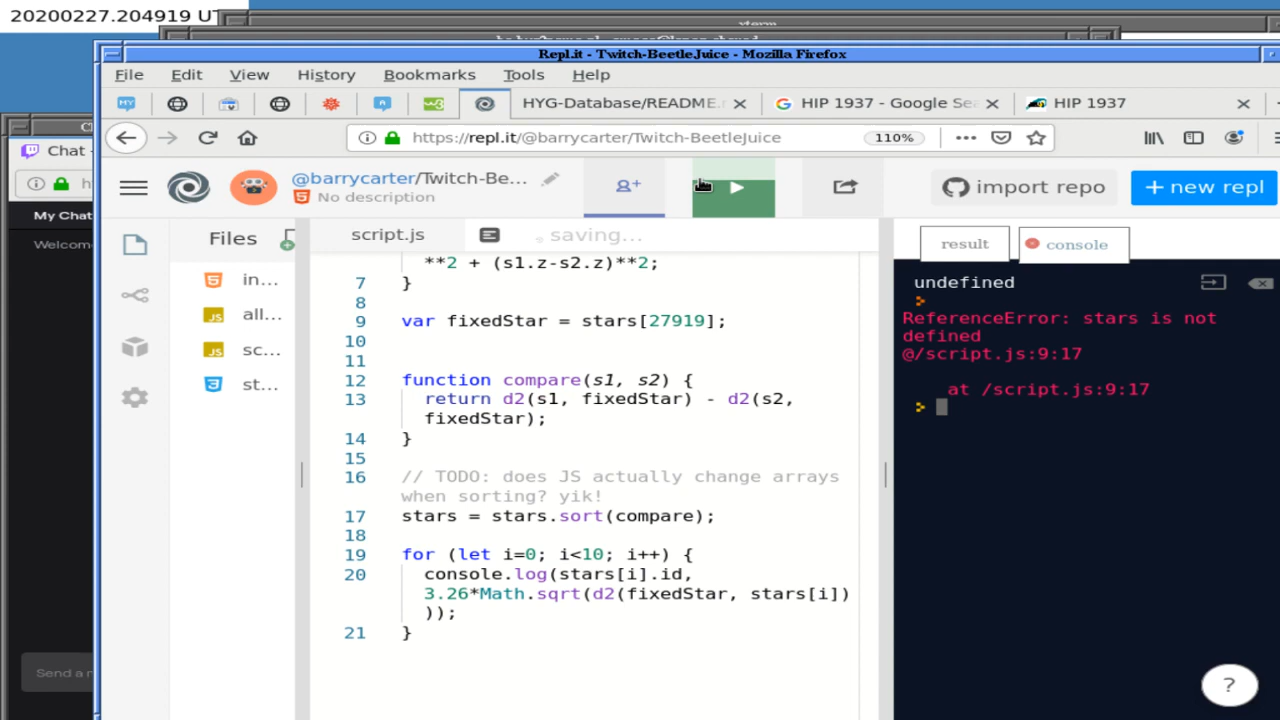 20200227.204919 U
xterm
Repl.it - Twitch-BeetleJuice - Mozilla Firefox
File Edit View History Bookmarks Tools Help
HYG-Database/README. HIP 1937 - Google Se HIP 1937
https://repl.it/@barrycarter/Twitch-BeetleJuice 110%
Chat
@barrycarter/Twitch-Be...
No description
import repo
+ new repl
My Chat
Welcom
Files
in...
all...
sc...
st...
script.js saving...
**2 + (s1.z-s2.z)**2;
7 }
8
9 var fixedStar = stars[27919];
10
11
12 function compare(s1, s2) {
13 return d2(s1, fixedStar) - d2(s2,
fixedStar);
14 }
15
16 // TODO: does JS actually change arrays
when sorting? yik!
17 stars = stars.sort(compare);
18
19 for (let i=0; i<10; i++) {
20 console.log(stars[i].id,
3.26*Math.sqrt(d2(fixedStar, stars[i])
));
21 }
result console
undefined
>
ReferenceError: stars is not
defined
@/script.js:9:17
at /script.js:9:17
>
Send a
?